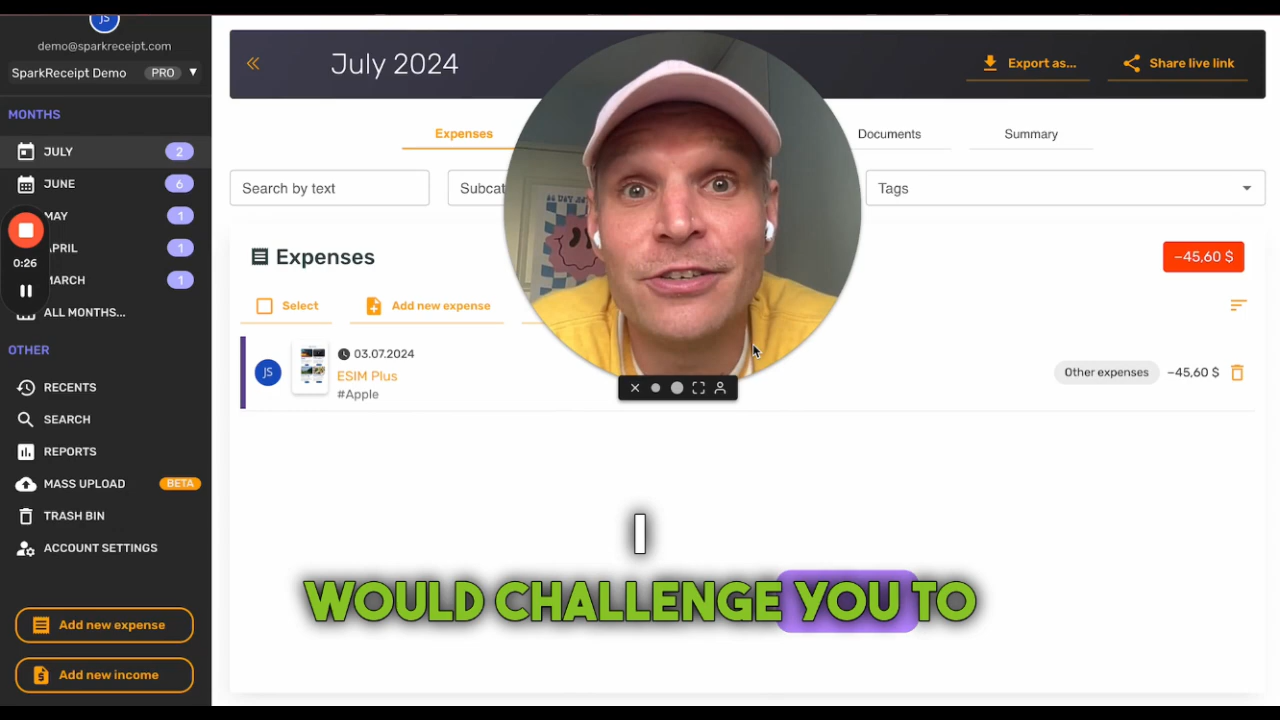 JS
demo@sparkreceipt.com
SparkReceipt Demo PRO
MONTHS
JULY 2
JUNE 6
MAY 1
APRIL 1
0:26
MARCH 1
ALL MONTHS...
OTHER
RECENTS
SEARCH
REPORTS
MASS UPLOAD BETA
TRASH BIN
ACCOUNT SETTINGS
Add new expense
Add new income
July 2024
Export as...
Share live link
Expenses
Documents
Summary
Search by text
Subcat
Tags
Expenses
−45,60 $
Select
Add new expense
JS
03.07.2024
ESIM Plus
#Apple
Other expenses
−45,60 $
I
WOULD CHALLENGE YOU TO